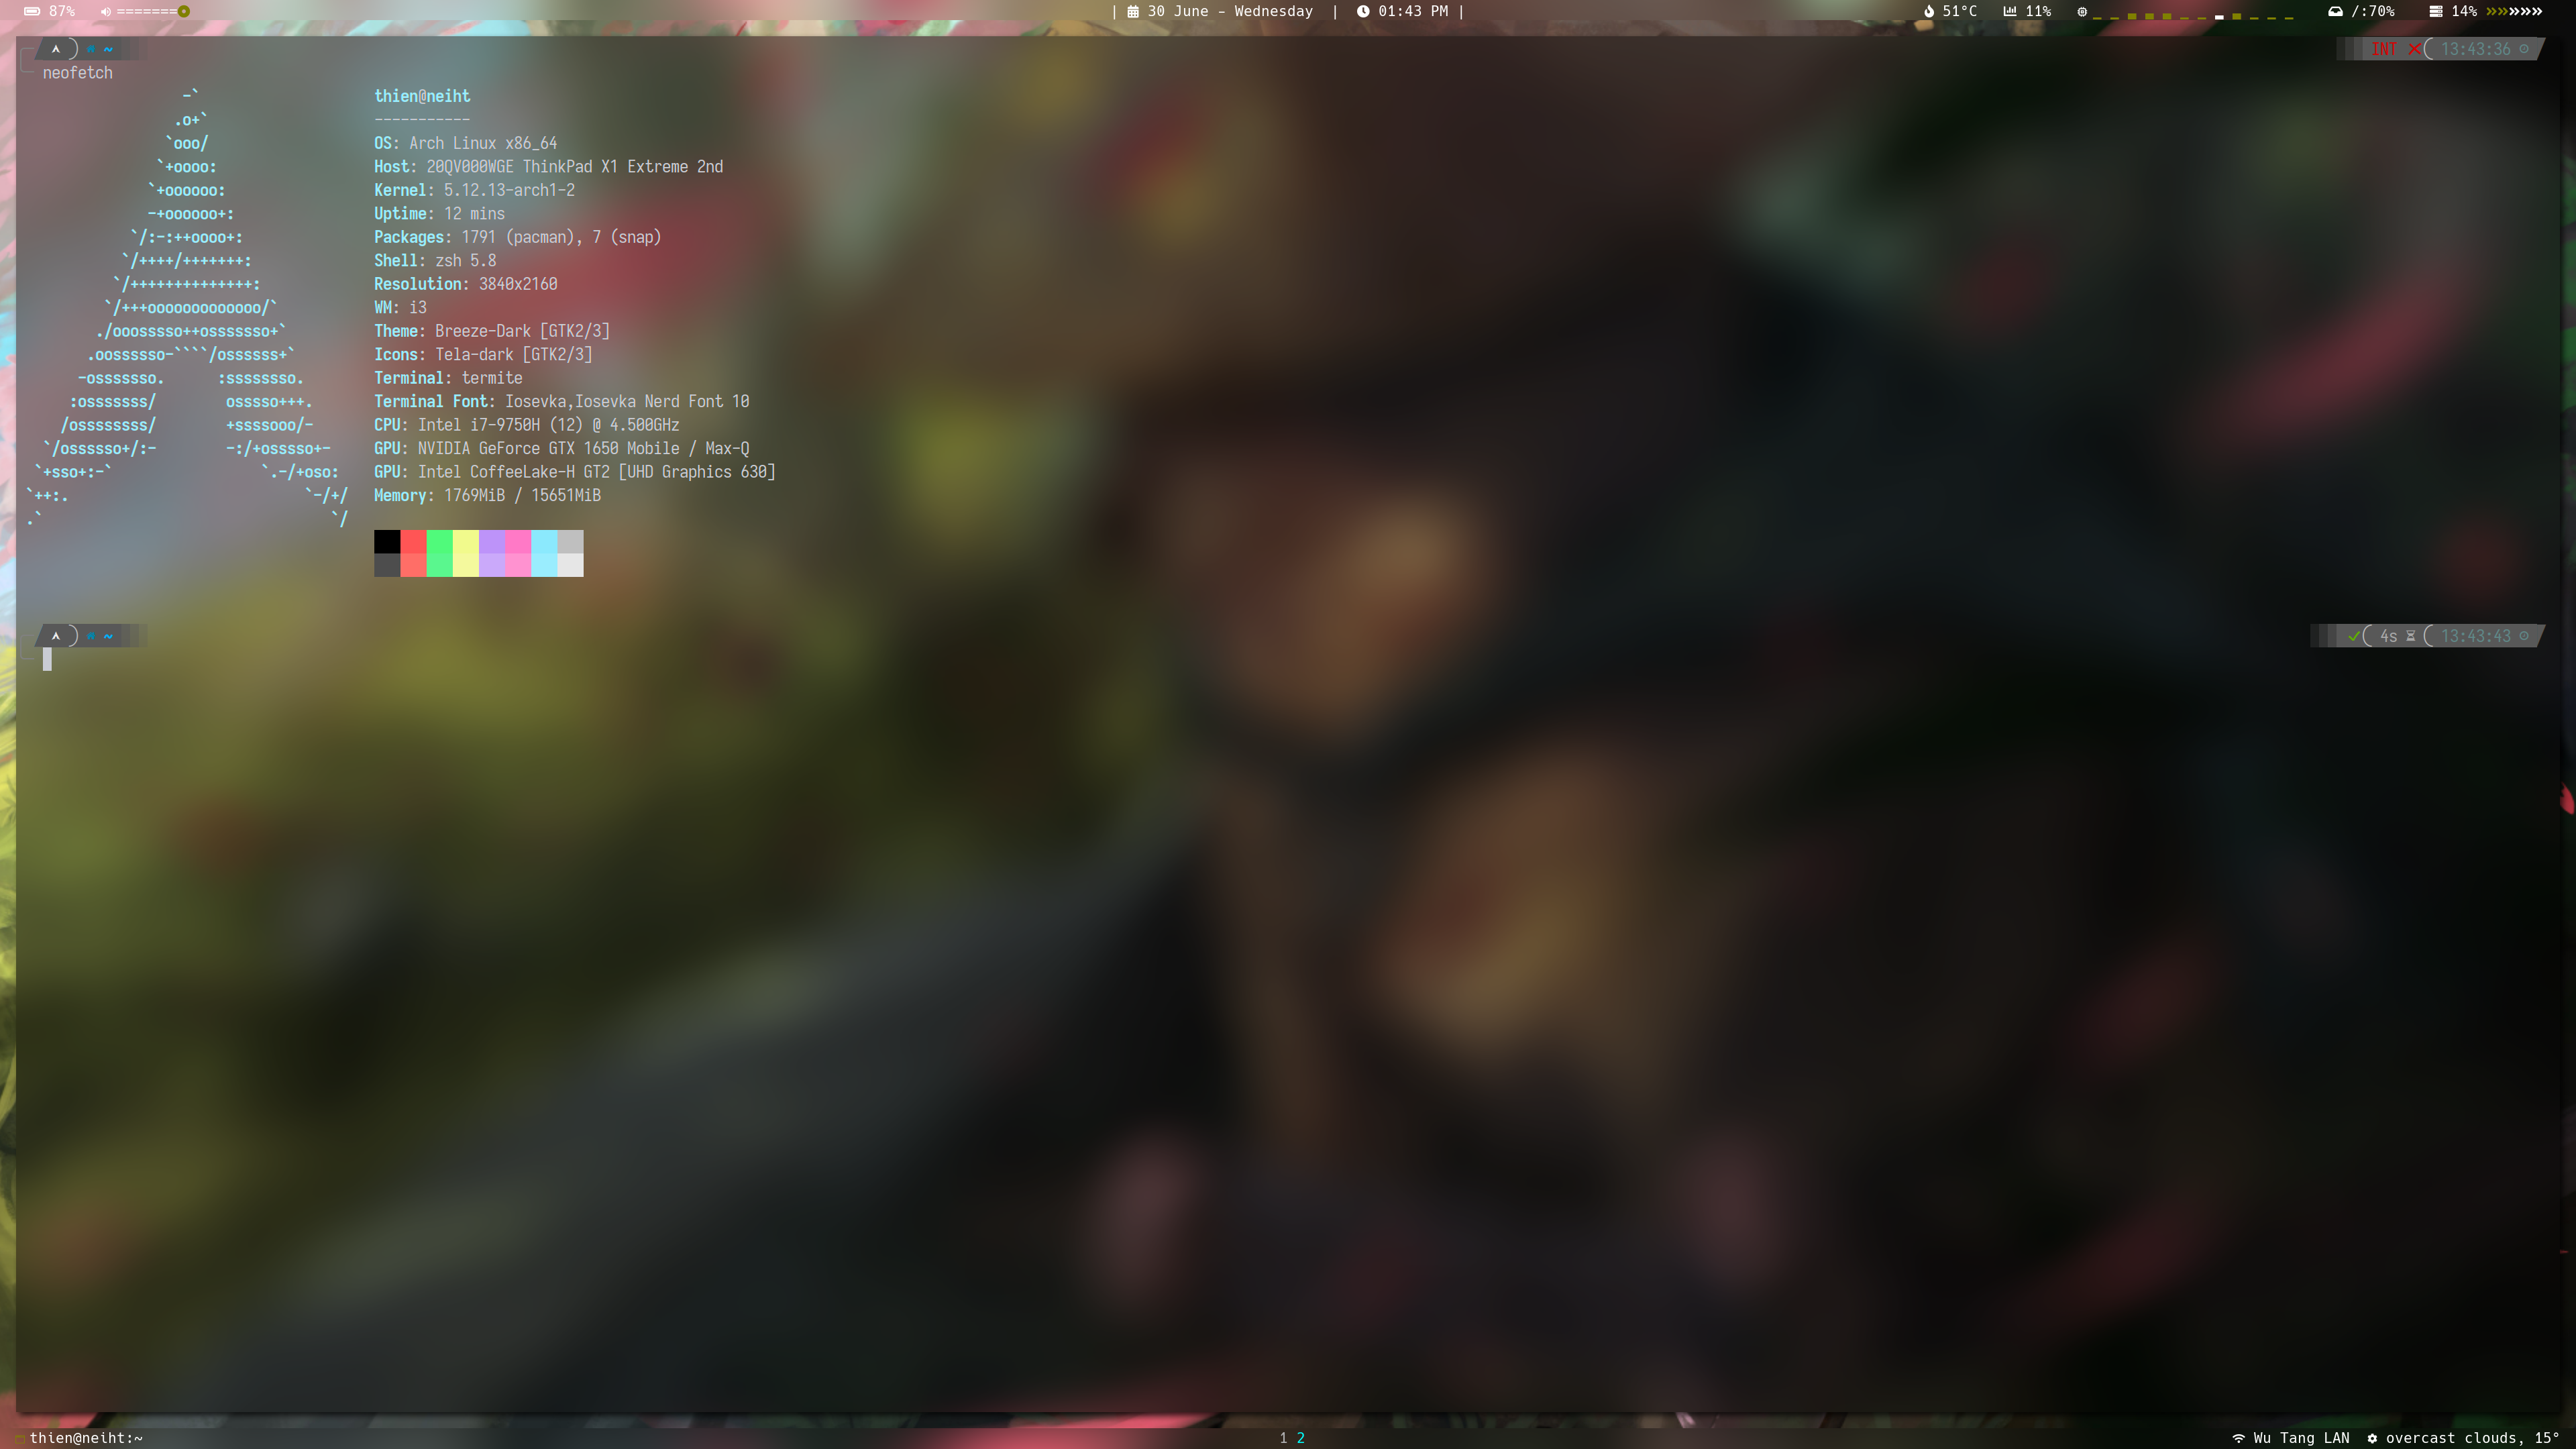 87% =======
| 30 June - Wednesday | 01:43 PM |
51°C 11% /:70% 14% »»»»»»
~ INT ✕ 13:43:36
neofetch
-`
.o+`
`ooo/
`+oooo:
`+oooooo:
-+oooooo+:
`/:-:++oooo+:
`/++++/+++++++:
`/++++++++++++++:
`/+++ooooooooooooo/`
./ooosssso++osssssso+`
.oossssso-````/ossssss+`
-osssssso.      :ssssssso.
:osssssss/        osssso+++.
/ossssssss/        +ssssooo/-
`/ossssso+/:-        -:/+osssso+-
`+sso+:-`                 `.-/+oso:
`++:.                           `-/+/
.`                                 `/
thien@neiht
-----------
OS: Arch Linux x86_64
Host: 20QV000WGE ThinkPad X1 Extreme 2nd
Kernel: 5.12.13-arch1-2
Uptime: 12 mins
Packages: 1791 (pacman), 7 (snap)
Shell: zsh 5.8
Resolution: 3840x2160
WM: i3
Theme: Breeze-Dark [GTK2/3]
Icons: Tela-dark [GTK2/3]
Terminal: termite
Terminal Font: Iosevka,Iosevka Nerd Font 10
CPU: Intel i7-9750H (12) @ 4.500GHz
GPU: NVIDIA GeForce GTX 1650 Mobile / Max-Q
GPU: Intel CoffeeLake-H GT2 [UHD Graphics 630]
Memory: 1769MiB / 15651MiB
~ ✓ 4s 13:43:43
thien@neiht:~
1 2
Wu Tang LAN overcast clouds, 15°